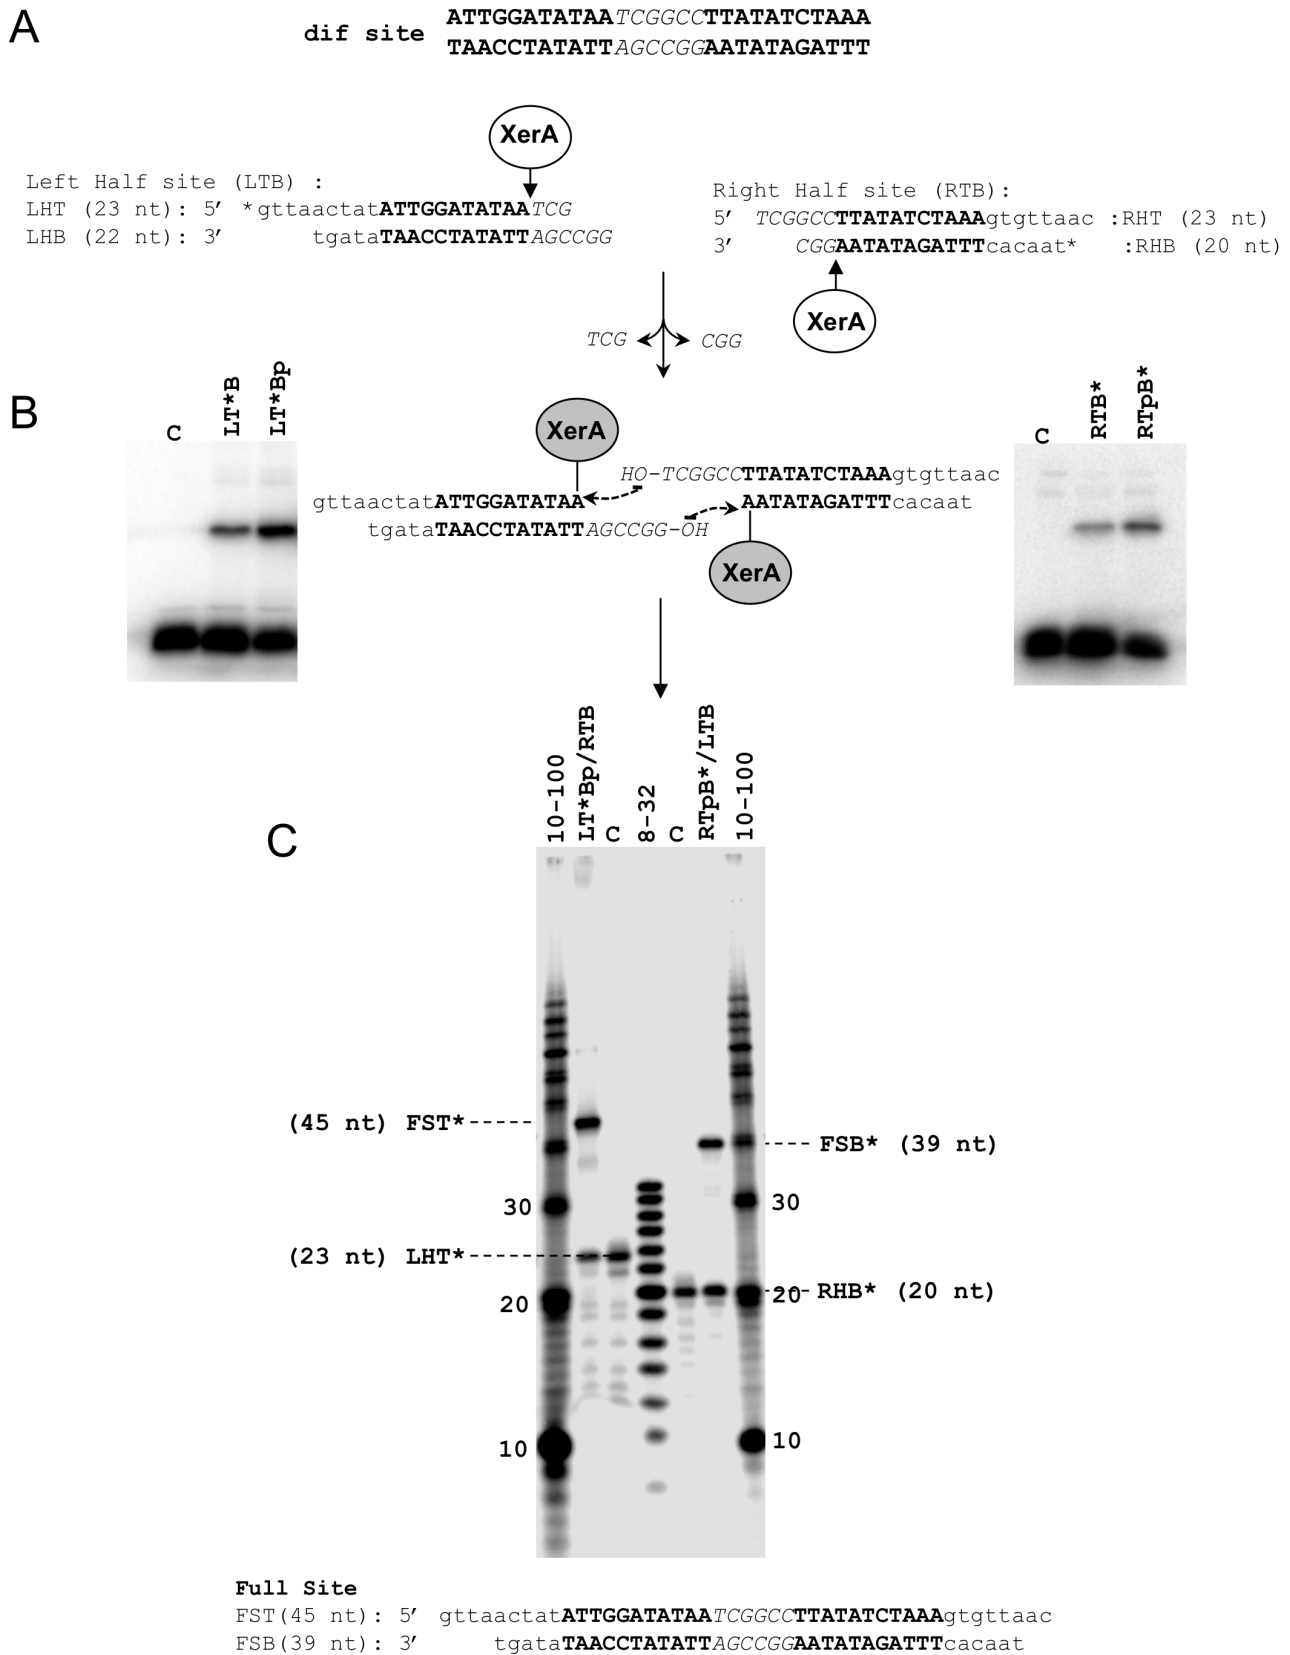 A
dif site
ATTGGATATAATCGGCCTTATATCTAAA
TAACCTATATTAGCCGGAATATAGATTT
XerA
Left Half site (LTB) :
LHT (23 nt): 5’ *gttaactatATTGGATATAATCG
LHB (22 nt): 3’ tgataTAACCTATATTAGCCGG
Right Half site (RTB):
5’ TCGGCCTTATATCTAAAgtgttaac :RHT (23 nt)
3’ CGGAATATAGATTTcacaat* :RHB (20 nt)
XerA
TCG CGG
B
C LT*B LT*Bp
XerA
HO-TCGGCCTTATATCTAAAgtgttaac
gttaactatATTGGATATAA AATATAGATTTcacaat
tgataTAACCTATATTAGCCGG-OH
XerA
C RTB* RTpB*
C
10-100 LT*Bp/RTB C 8-32 C RTpB*/LTB 10-100
(45 nt) FST*
FSB* (39 nt)
30 30
(23 nt) LHT*
20 20 RHB* (20 nt)
10 10
Full Site
FST(45 nt): 5’ gttaactatATTGGATATAATCGGCCTTATATCTAAAgtgttaac
FSB(39 nt): 3’ tgataTAACCTATATTAGCCGGAATATAGATTTcacaat